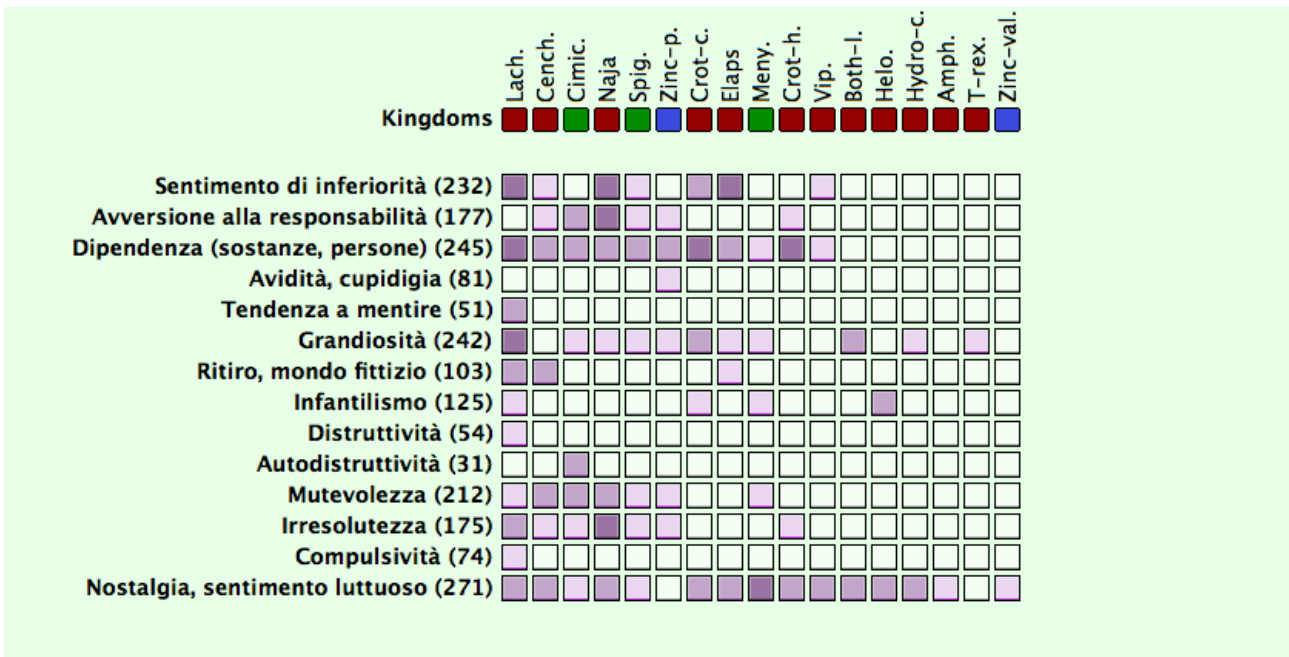 Lach.
Cench.
Cimic.
Naja
Spig.
Zinc-p.
Crot-c.
Elaps
Meny.
Crot-h.
Vip.
Both-l.
Helo.
Hydro-c.
Amph.
T-rex.
Zinc-val.
Kingdoms
Sentimento di inferiorità (232)
Avversione alla responsabilità (177)
Dipendenza (sostanze, persone) (245)
Avidità, cupidigia (81)
Tendenza a mentire (51)
Grandiosità (242)
Ritiro, mondo fittizio (103)
Infantilismo (125)
Distruttività (54)
Autodistruttività (31)
Mutevolezza (212)
Irresolutezza (175)
Compulsività (74)
Nostalgia, sentimento luttuoso (271)